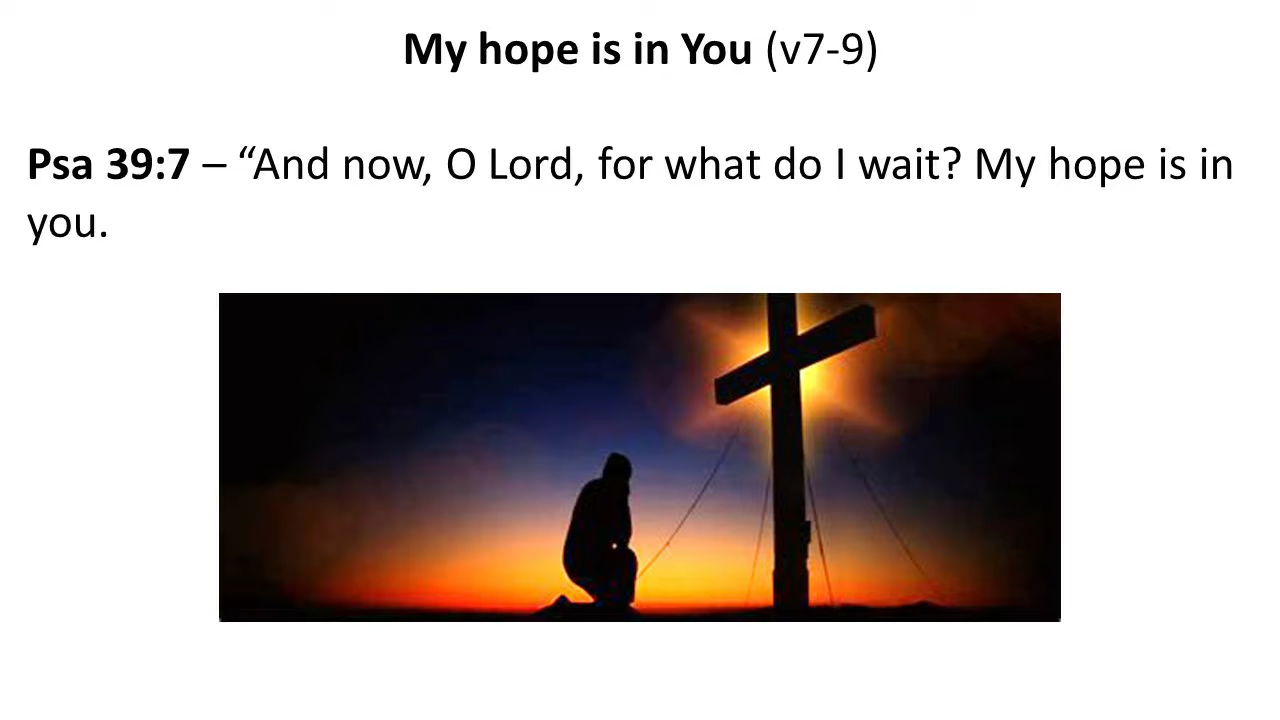 My hope is in You (v7-9)
Psa 39:7 – “And now, O Lord, for what do I wait? My hope is in
you.